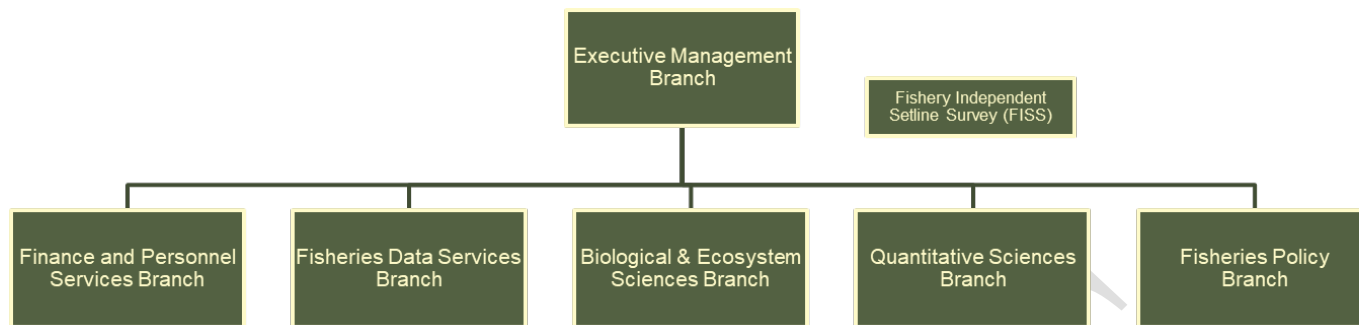 Executive Management
Branch
Fishery Independent
Setline Survey (FISS)
Finance and Personnel
Services Branch
Fisheries Data Services
Branch
Biological & Ecosystem
Sciences Branch
Quantitative Sciences
Branch
Fisheries Policy
Branch